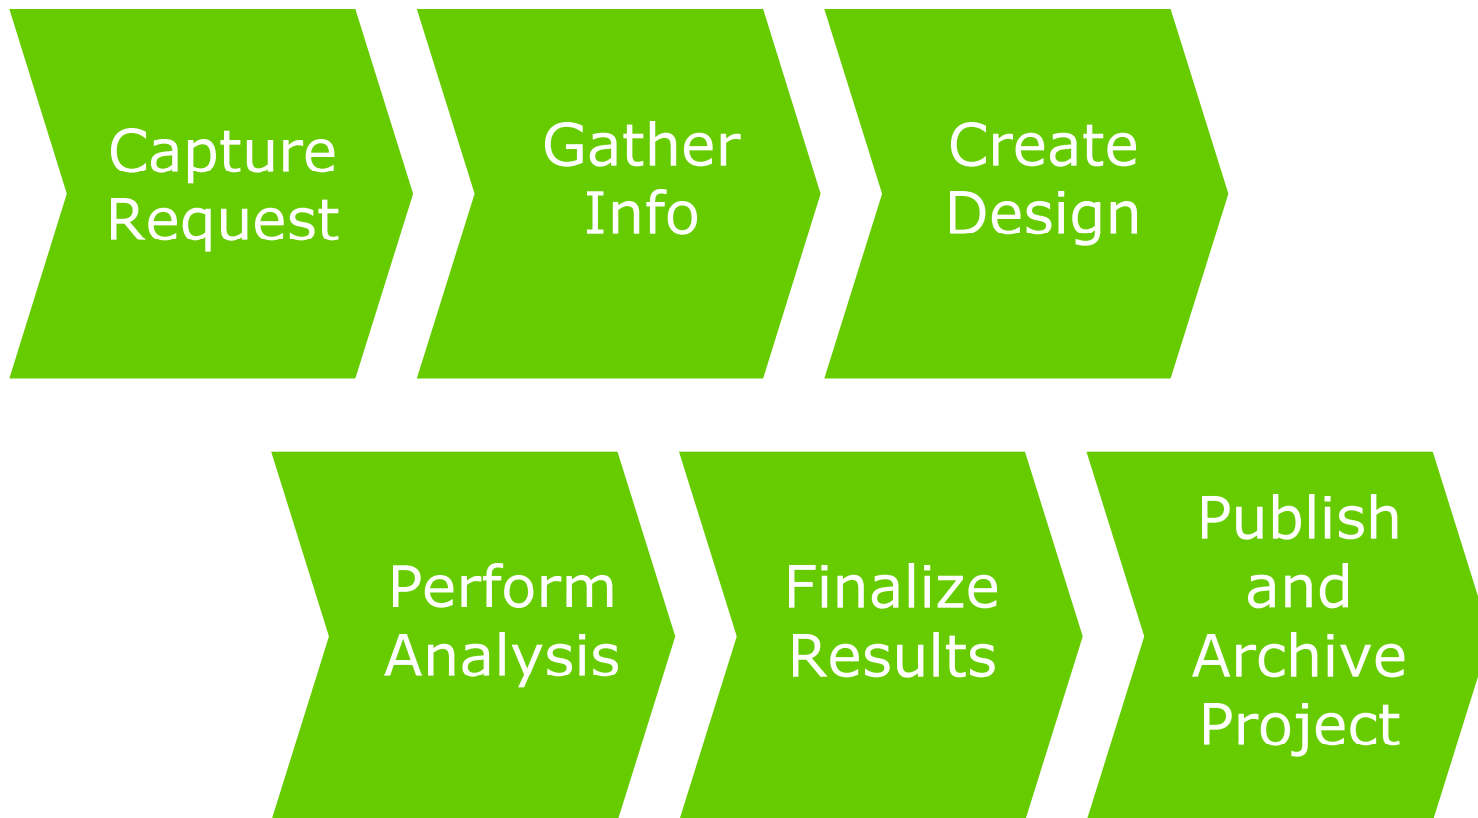 Capture
Request
Gather
Info
Create
Design
Perform
Analysis
Finalize
Results
Publish
and
Archive
Project